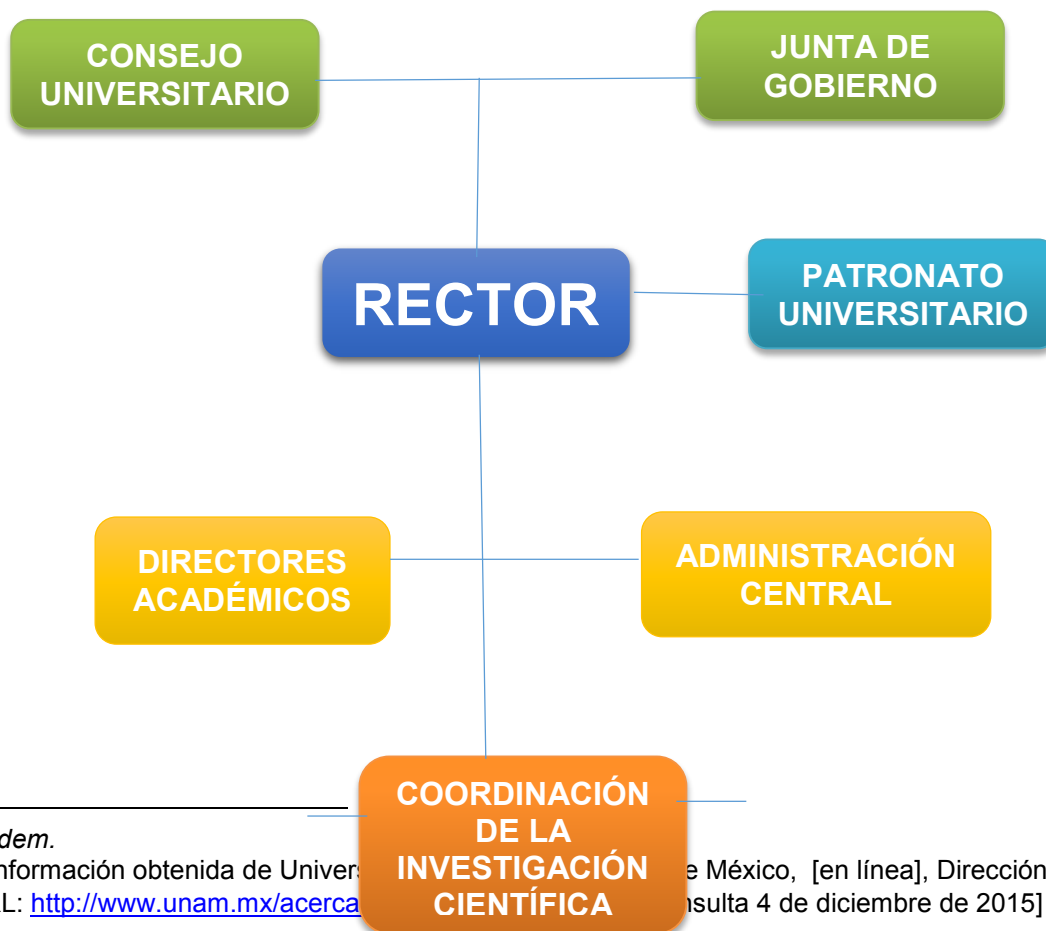 CONSEJO
UNIVERSITARIO
JUNTA DE
GOBIERNO
RECTOR
PATRONATO
UNIVERSITARIO
DIRECTORES
ACADÉMICOS
ADMINISTRACIÓN
CENTRAL
COORDINACIÓN
DE LA
INVESTIGACIÓN
CIENTÍFICA
dem.
nformación obtenida de Univers e México, [en línea], Dirección
L: http://www.unam.mx/acerca nsulta 4 de diciembre de 2015]